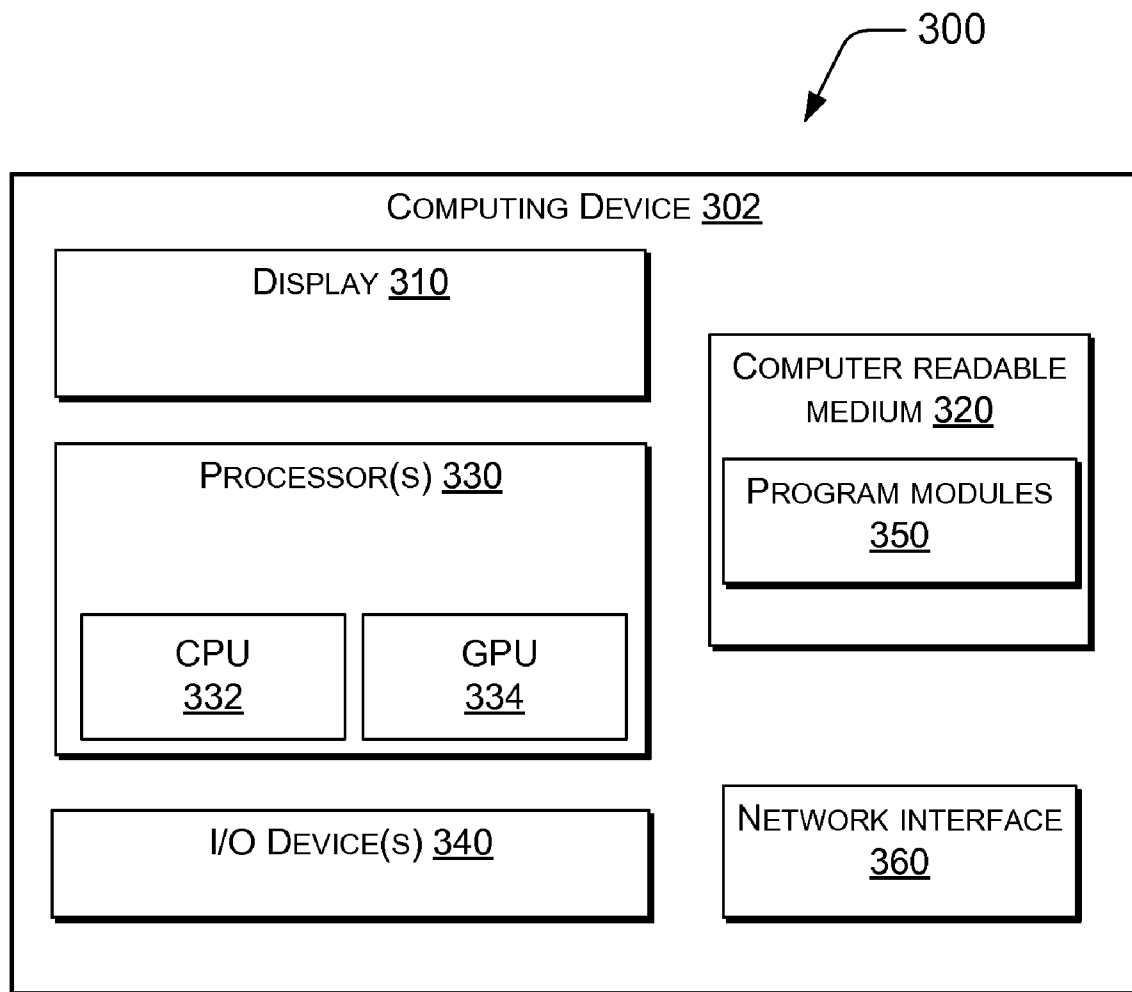 300
COMPUTING DEVICE 302
DISPLAY 310
PROCESSOR(S) 330
CPU
332
GPU
334
I/O DEVICE(S) 340
COMPUTER READABLE
MEDIUM 320
PROGRAM MODULES
350
NETWORK INTERFACE
360